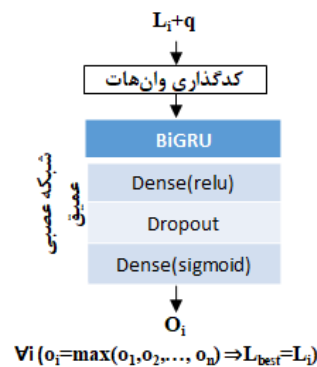 Lᵢ+q
کدگذاری وان‌هات
BiGRU
Dense(relu)
Dropout
Dense(sigmoid)
شبکه عصبی
عمیق
Oᵢ
∀i (oᵢ=max(o₁,o₂,…, oₙ)⇒L_best=Lᵢ)